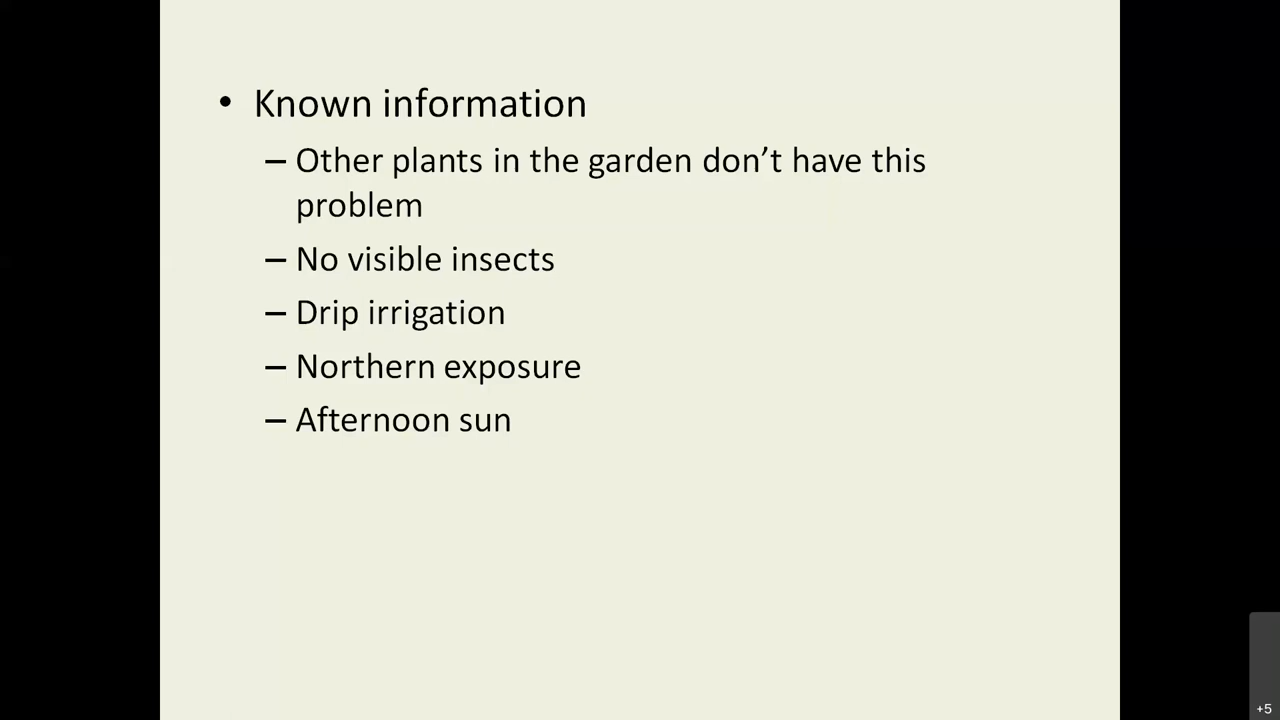 • Known information
– Other plants in the garden don’t have this
problem
– No visible insects
– Drip irrigation
– Northern exposure
– Afternoon sun
+5